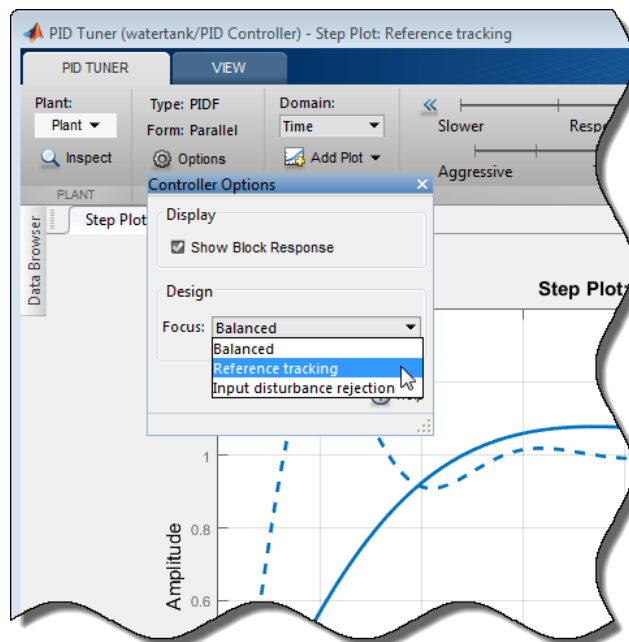 PID Tuner (watertank/PID Controller) - Step Plot: Reference tracking
PID TUNER
VIEW
Plant:
Plant
Inspect
PLANT
Type: PIDF
Form: Parallel
Options
Domain:
Time
Add Plot
Slower
Aggressive
Controller Options
Display
Show Block Response
Design
Focus: Balanced
Balanced
Reference tracking
Input disturbance rejection
Data Browser
Step Plot
Step Plot:
1
0.8
0.6
Amplitude